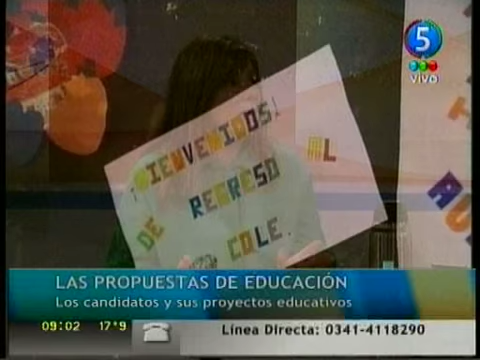 5
VIVO
¡BIENVENIDOS!
DE REGRESO
AL
COLE.
LAS PROPUESTAS DE EDUCACIÓN
Los candidatos y sus proyectos educativos
09:02 17°9 Línea Directa: 0341-4118290